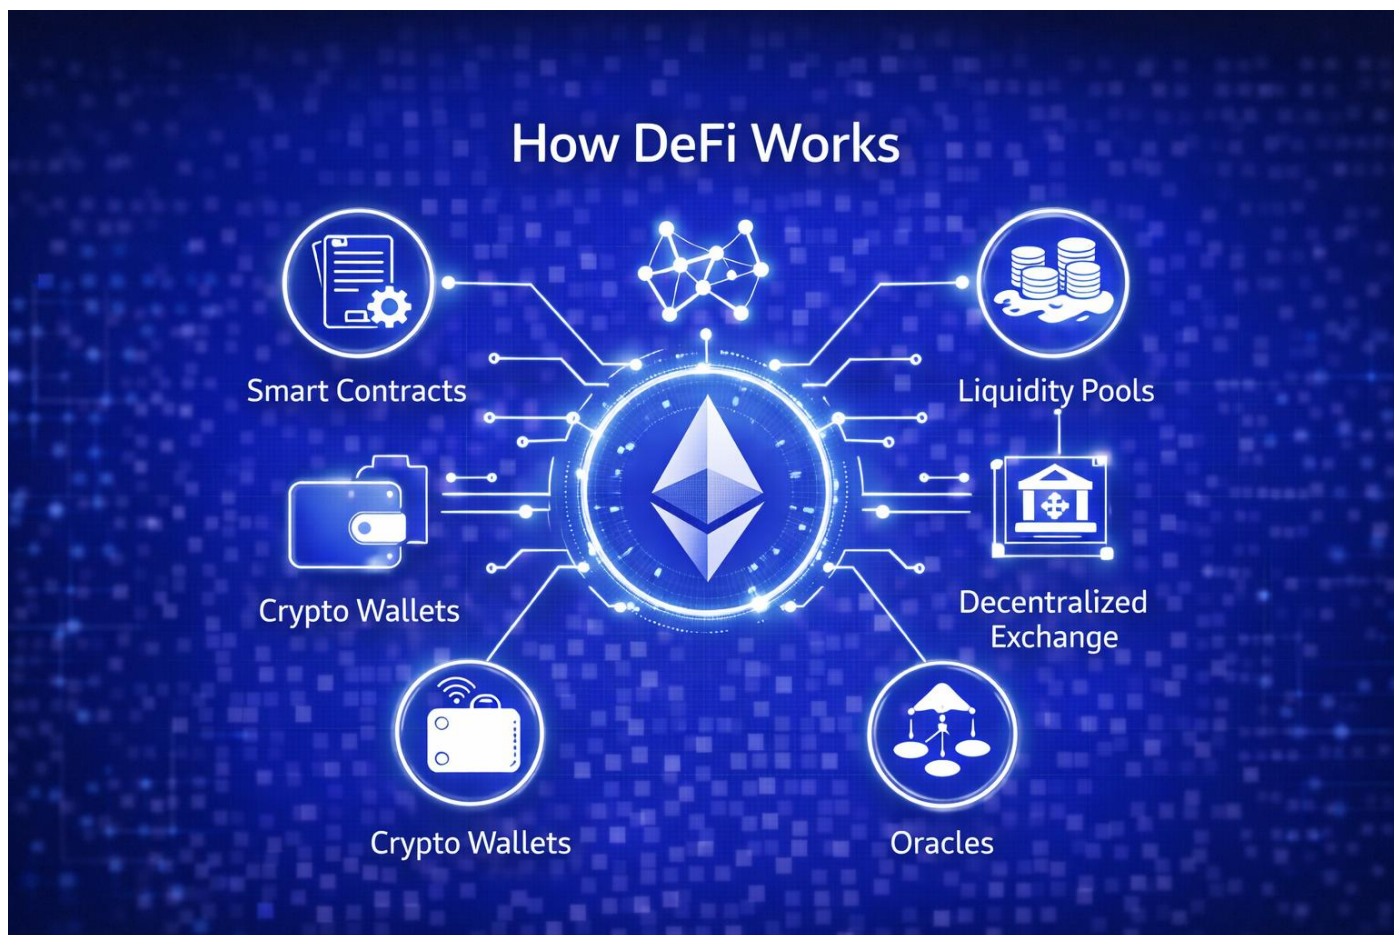 How DeFi Works
Smart Contracts
Liquidity Pools
Crypto Wallets
Decentralized
Exchange
Crypto Wallets
Oracles